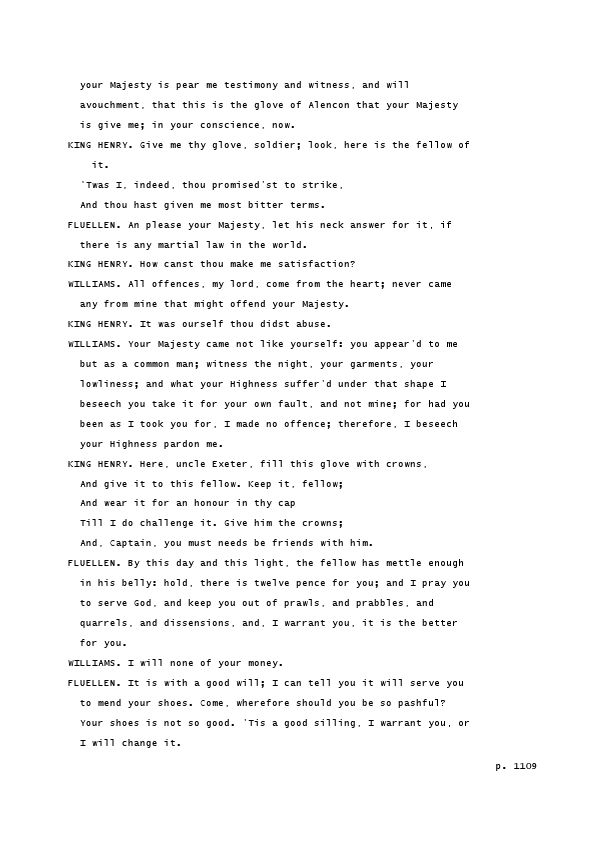 your Majesty is pear me testimony and witness, and will
avouchment, that this is the glove of Alencon that your Majesty
is give me; in your conscience, now.
KING HENRY. Give me thy glove, soldier; look, here is the fellow of
it.
'Twas I, indeed, thou promised'st to strike,
And thou hast given me most bitter terms.
FLUELLEN. An please your Majesty, let his neck answer for it, if
there is any martial law in the world.
KING HENRY. How canst thou make me satisfaction?
WILLIAMS. All offences, my lord, come from the heart; never came
any from mine that might offend your Majesty.
KING HENRY. It was ourself thou didst abuse.
WILLIAMS. Your Majesty came not like yourself: you appear'd to me
but as a common man; witness the night, your garments, your
lowliness; and what your Highness suffer'd under that shape I
beseech you take it for your own fault, and not mine; for had you
been as I took you for, I made no offence; therefore, I beseech
your Highness pardon me.
KING HENRY. Here, uncle Exeter, fill this glove with crowns,
And give it to this fellow. Keep it, fellow;
And wear it for an honour in thy cap
Till I do challenge it. Give him the crowns;
And, Captain, you must needs be friends with him.
FLUELLEN. By this day and this light, the fellow has mettle enough
in his belly: hold, there is twelve pence for you; and I pray you
to serve God, and keep you out of prawls, and prabbles, and
quarrels, and dissensions, and, I warrant you, it is the better
for you.
WILLIAMS. I will none of your money.
FLUELLEN. It is with a good will; I can tell you it will serve you
to mend your shoes. Come, wherefore should you be so pashful?
Your shoes is not so good. 'Tis a good silling, I warrant you, or
I will change it.
p. 1109